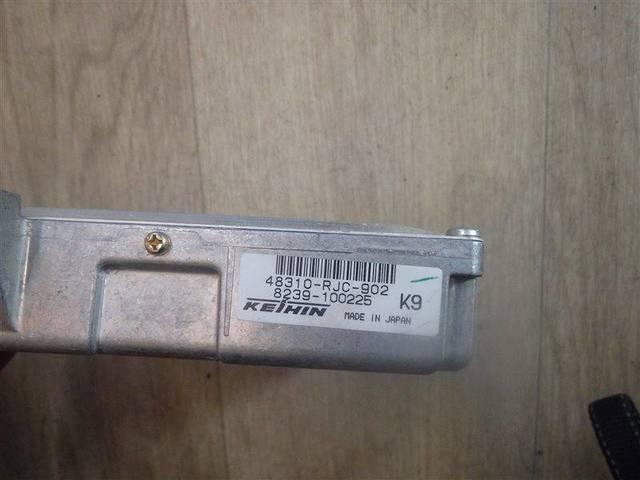 48310-RJC-902
8239-100225
K9
KEIHIN
MADE IN JAPAN